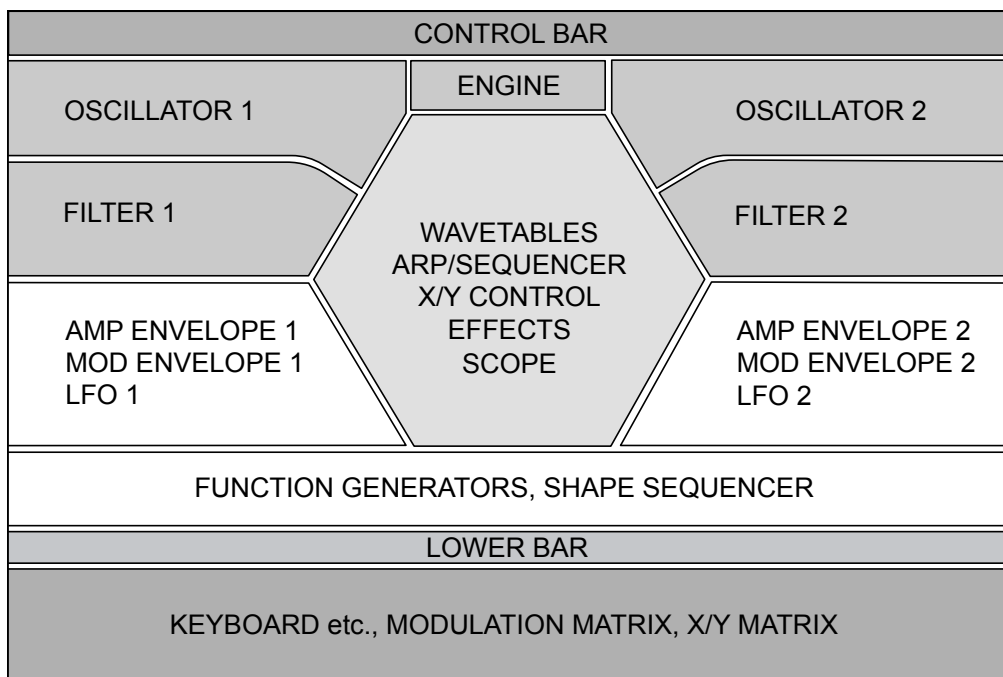 CONTROL BAR
ENGINE
OSCILLATOR 1
OSCILLATOR 2
FILTER 1
FILTER 2
WAVETABLES
ARP/SEQUENCER
X/Y CONTROL
EFFECTS
SCOPE
AMP ENVELOPE 1
MOD ENVELOPE 1
LFO 1
AMP ENVELOPE 2
MOD ENVELOPE 2
LFO 2
FUNCTION GENERATORS, SHAPE SEQUENCER
LOWER BAR
KEYBOARD etc., MODULATION MATRIX, X/Y MATRIX